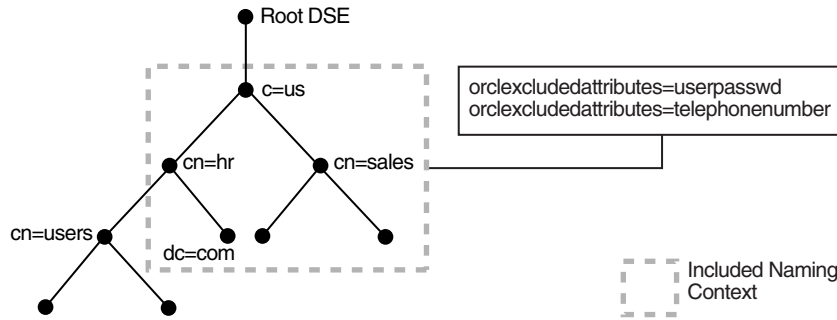 Root DSE
c=us
orclexcludedattributes=userpasswd
orclexcludedattributes=telephonenumber
cn=hr
cn=sales
cn=users
dc=com
Included Naming
Context